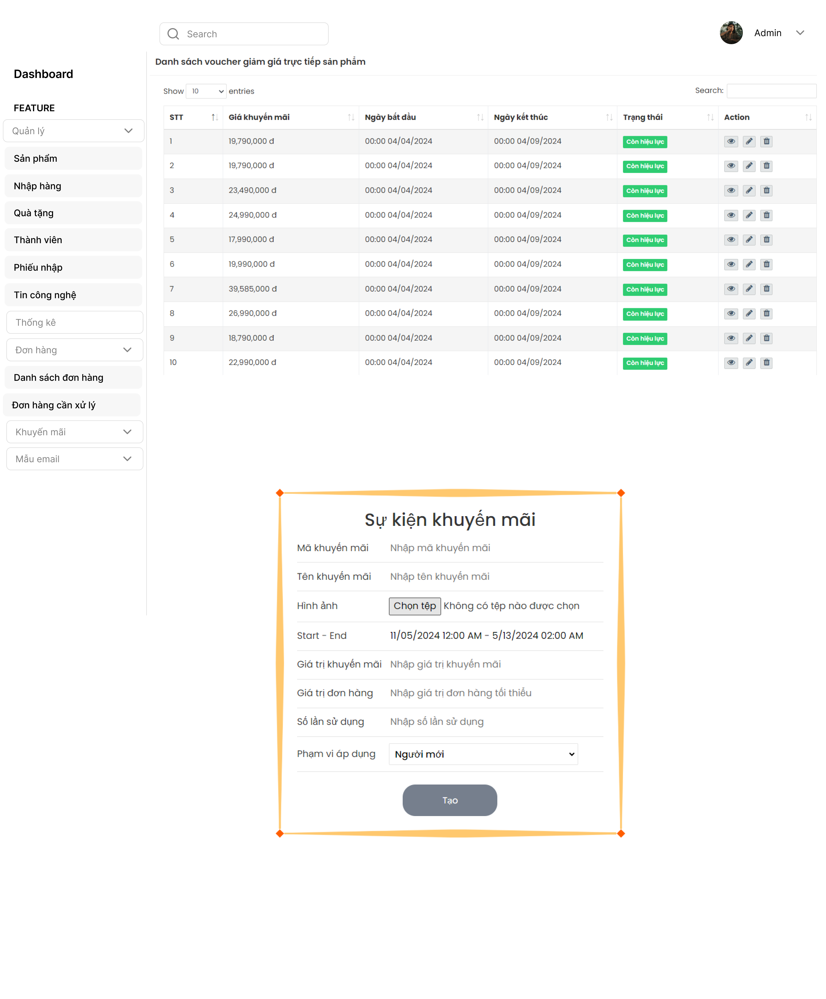 Search
Admin
Dashboard
FEATURE
Quản lý
Sản phẩm
Nhập hàng
Quà tặng
Thành viên
Phiếu nhập
Tin công nghệ
Thống kê
Đơn hàng
Danh sách đơn hàng
Đơn hàng cần xử lý
Khuyến mãi
Mẫu email
Danh sách voucher giảm giá trực tiếp sản phẩm
Show 10 entries
Search:
STT Giá khuyến mãi Ngày bắt đầu Ngày kết thúc Trạng thái Action
1 19,790,000 đ 00:00 04/04/2024 00:00 04/09/2024 Còn hiệu lực
2 19,790,000 đ 00:00 04/04/2024 00:00 04/09/2024 Còn hiệu lực
3 23,490,000 đ 00:00 04/04/2024 00:00 04/09/2024 Còn hiệu lực
4 24,990,000 đ 00:00 04/04/2024 00:00 04/09/2024 Còn hiệu lực
5 17,990,000 đ 00:00 04/04/2024 00:00 04/09/2024 Còn hiệu lực
6 19,990,000 đ 00:00 04/04/2024 00:00 04/09/2024 Còn hiệu lực
7 39,585,000 đ 00:00 04/04/2024 00:00 04/09/2024 Còn hiệu lực
8 26,990,000 đ 00:00 04/04/2024 00:00 04/09/2024 Còn hiệu lực
9 18,790,000 đ 00:00 04/04/2024 00:00 04/09/2024 Còn hiệu lực
10 22,990,000 đ 00:00 04/04/2024 00:00 04/09/2024 Còn hiệu lực
Sự kiện khuyến mãi
Mã khuyến mãi Nhập mã khuyến mãi
Tên khuyến mãi Nhập tên khuyến mãi
Hình ảnh Chọn tệp Không có tệp nào được chọn
Start - End 11/05/2024 12:00 AM - 5/13/2024 02:00 AM
Giá trị khuyến mãi Nhập giá trị khuyến mãi
Giá trị đơn hàng Nhập giá trị đơn hàng tối thiểu
Số lần sử dụng Nhập số lần sử dụng
Phạm vi áp dụng Người mới
Tạo